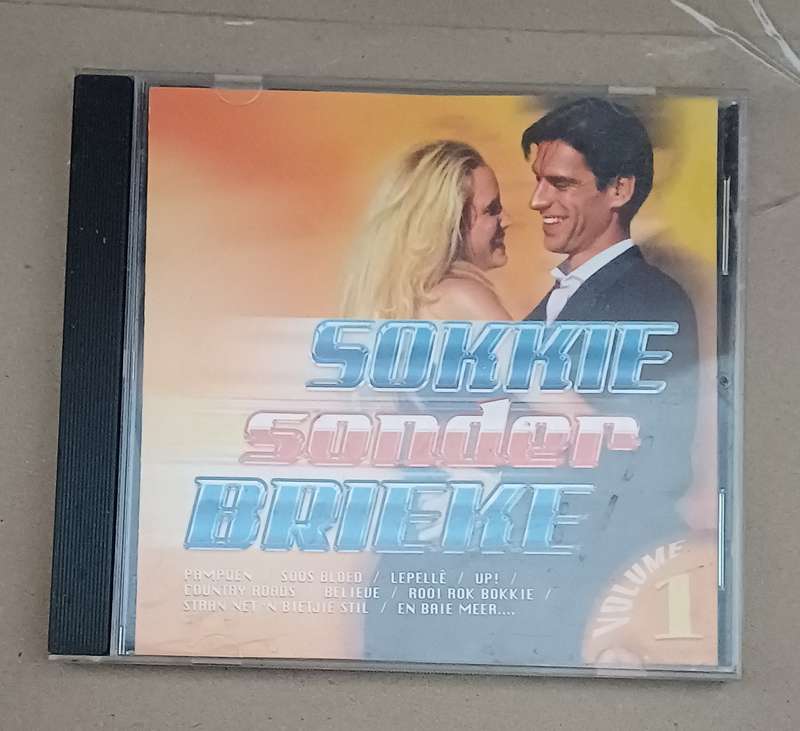 SOKKIE
sonder
BRIEKE
PAMPOEN SOOS BLOED / LEPELLÊ / UP! /
COUNTRY ROADS BELIEVE / ROOI ROK BOKKIE /
STAAN NET 'N BIETJIE STIL / EN BAIE MEER....
VOLUME
1